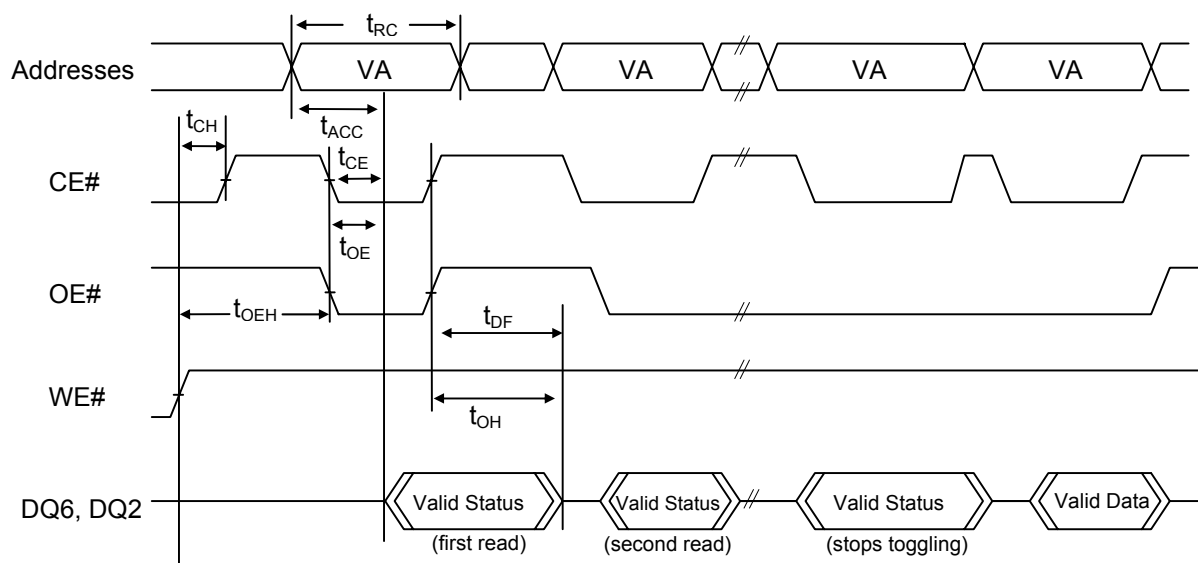 tRC
Addresses VA VA VA VA
tCH
tACC
tCE
CE#
tOE
OE#
tOEH
tDF
WE#
tOH
DQ6, DQ2 Valid Status Valid Status Valid Status Valid Data
(first read) (second read) (stops toggling)